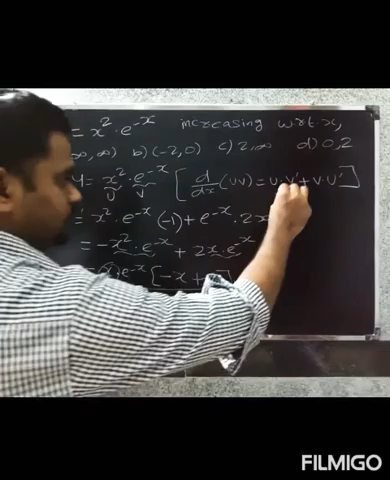 = x² · e⁻ˣ increasing w.r.t. x,
∞, ∞) b) (-2, 0) c) 2, ∞ d) 0, 2
y = x² · e⁻ˣ [ d/dx (uv) = u · v' + v · u' ]
u v
' = x² · e⁻ˣ (-1) + e⁻ˣ · 2x
= -x² · e⁻ˣ + 2x · e⁻ˣ
e⁻ˣ [ -x +
FILMIGO